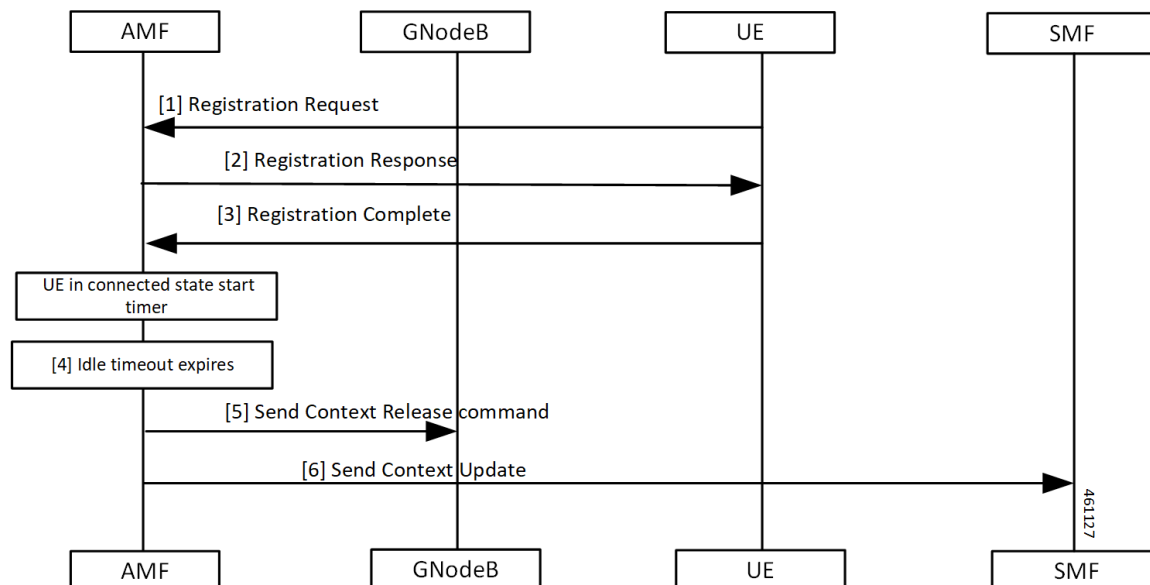 AMF
GNodeB
UE
SMF
[1] Registration Request
[2] Registration Response
[3] Registration Complete
UE in connected state start
timer
[4] Idle timeout expires
[5] Send Context Release command
[6] Send Context Update
461127
AMF
GNodeB
UE
SMF